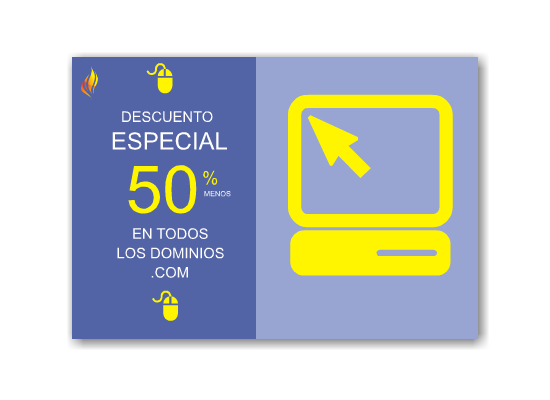 DESCUENTO
ESPECIAL
50%
MENOS
EN TODOS
LOS DOMINIOS
.COM